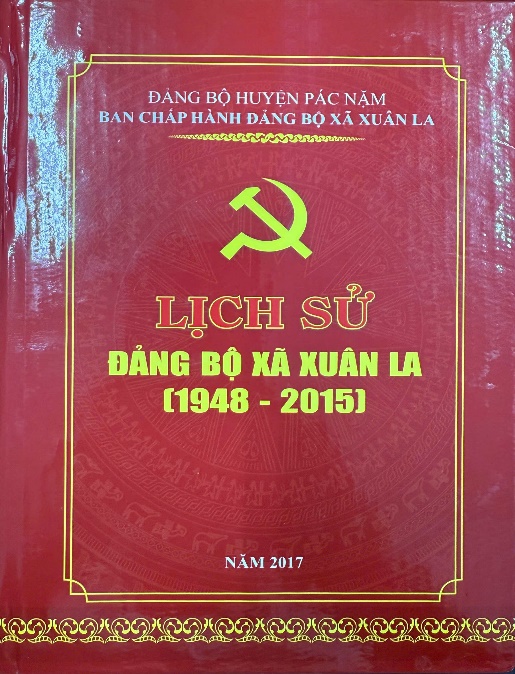 ĐẢNG BỘ HUYỆN PÁC NẶM
BAN CHẤP HÀNH ĐẢNG BỘ XÃ XUÂN LA
LỊCH SỬ
ĐẢNG BỘ XÃ XUÂN LA
(1948 - 2015)
NĂM 2017